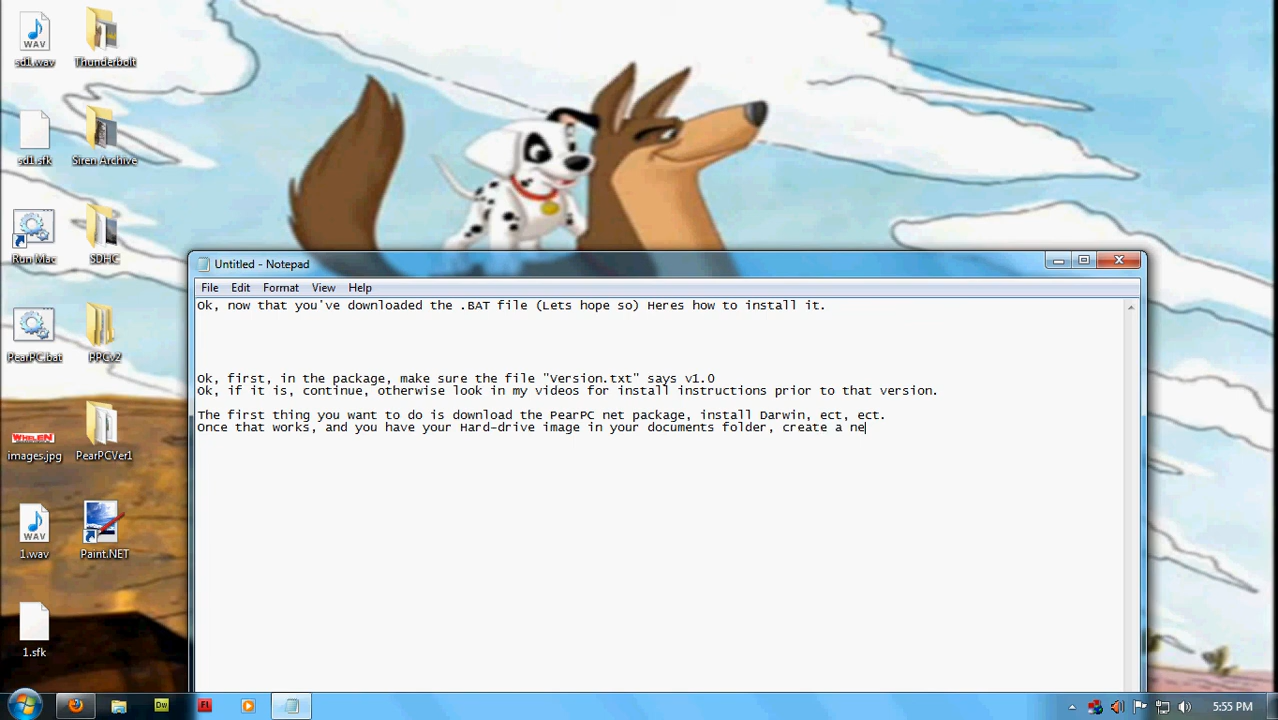 WAV
sd1.wav
Thunderbolt
sd1.sfk
Siren Archive
Run Mac
SDHC
PearPC.bat
PPCv2
WHELEN
images.jpg
PearPCVer1
WAV
1.wav
Paint.NET
1.sfk
Untitled - Notepad
File Edit Format View Help
Ok, now that you've downloaded the .BAT file (Lets hope so) Heres how to install it.
Ok, first, in the package, make sure the file "Version.txt" says v1.0
Ok, if it is, continue, otherwise look in my videos for install instructions prior to that version.
The first thing you want to do is download the PearPC net package, install Darwin, ect, ect.
Once that works, and you have your Hard-drive image in your documents folder, create a ne
Dw
Fl
5:55 PM